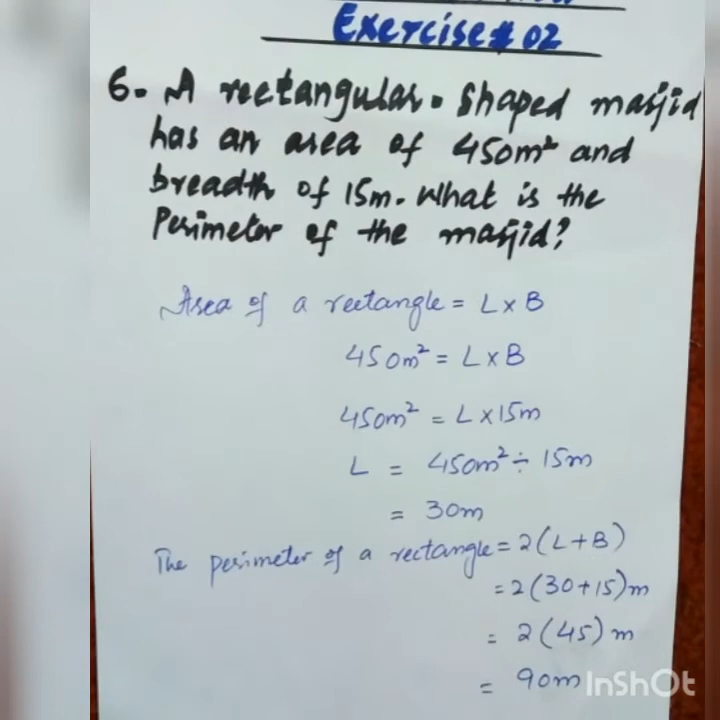 Exercise# 02
6. A rectangular. Shaped masjid
has an area of 450m² and
breadth of 15m. What is the
Perimeter of the masjid?
Area of a rectangle = L x B
450m² = L x B
450m² = L x 15m
L = 450m² ÷ 15m
= 30m
The perimeter of a rectangle = 2(L+B)
= 2(30+15)m
= 2(45) m
= 90m
InShOt